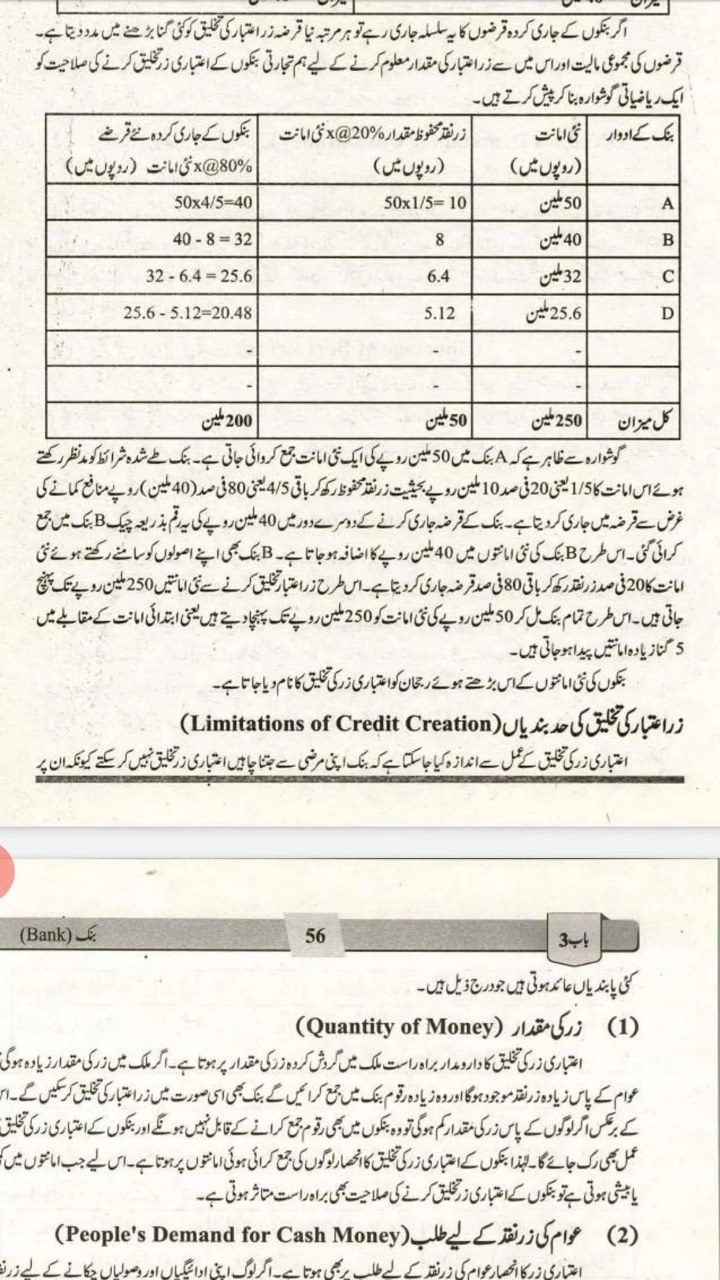 اگر بنکوں کے جاری کردہ قرضوں کا یہ سلسلہ جاری رہے تو ہر مرتبہ نیا قرضہ زر اعتبار کی تخلیق کو کئی گنا بڑھنے میں مدد دیتا ہے۔
قرضوں کی مجموعی مالیت اور اس میں سے زر اعتبار کی مقدار معلوم کرنے کے لیے ہم تجارتی بنکوں کے اعتباری زر تخلیق کرنے کی صلاحیت کو
ایک ریاضیاتی گوشوارہ بنا کر پیش کرتے ہیں۔
بنک کے ادوار نئی امانت (روپوں میں) زر نقد محفوظ مقدار 20%@xنئی امانت (روپوں میں) بنکوں کے جاری کردہ نئے قرضے 80%@xنئی امانت (روپوں میں)
A 50ملین 50x1/5= 10 50x4/5=40
B 40ملین 8 40 - 8 = 32
C 32ملین 6.4 32 - 6.4 = 25.6
D 25.6ملین 5.12 25.6 - 5.12=20.48
- -
- -
کل میزان 250ملین 50ملین 200ملین
گوشوارہ سے ظاہر ہے کہ A بنک میں 50 ملین روپے کی ایک نئی امانت جمع کروائی جاتی ہے۔ بنک طے شدہ شرائط کو مدنظر رکھتے
ہوئے اس امانت کا 1/5 یعنی 20 فی صد 10 ملین روپے بحیثیت زر نقد محفوظ رکھ کر باقی 4/5 یعنی 80 فی صد (40 ملین) روپے منافع کمانے کی
غرض سے قرضہ میں جاری کر دیتا ہے۔ بنک کے قرضہ جاری کرنے کے دوسرے دور میں 40 ملین روپے کی یہ رقم بذریعہ چیک B بنک میں جمع
کرائی گئی۔ اس طرح B بنک کی نئی امانتوں میں 40 ملین روپے کا اضافہ ہو جاتا ہے۔ B بنک بھی اپنے اصولوں کو سامنے رکھتے ہوئے نئی
امانت کا 20 فی صد زر نقد رکھ کر باقی 80 فی صد قرضہ جاری کر دیتا ہے۔ اس طرح زر اعتبار تخلیق کرنے سے نئی امانتیں 250 ملین روپے تک پہنچ
جاتی ہیں۔ اس طرح تمام بنک مل کر 50 ملین روپے کی نئی امانت کو 250 ملین روپے تک پہنچا دیتے ہیں یعنی ابتدائی امانت کے مقابلے میں
5 گنا زیادہ امانتیں پیدا ہو جاتی ہیں۔
بنکوں کی نئی امانتوں کے اس بڑھتے ہوئے رجحان کو اعتباری زر کی تخلیق کا نام دیا جاتا ہے۔
زر اعتبار کی تخلیق کی حد بندیاں (Limitations of Credit Creation)
اعتباری زر کی تخلیق کے عمل سے اندازہ کیا جا سکتا ہے کہ بنک اپنی مرضی سے جتنا چاہیں اعتباری زر تخلیق نہیں کر سکتے کیونکہ ان پر
باب3 56 بنک (Bank)
کئی پابندیاں عائد ہوتی ہیں جو درج ذیل ہیں۔
(1) زر کی مقدار (Quantity of Money)
اعتباری زر کی تخلیق کا دارومدار براہ راست ملک میں گردش کردہ زر کی مقدار پر ہوتا ہے۔ اگر ملک میں زر کی مقدار زیادہ ہوگی
عوام کے پاس زیادہ زر نقد موجود ہوگا اور وہ زیادہ رقوم بنک میں جمع کرائیں گے بنک بھی اسی صورت میں زر اعتبار کی تخلیق کر سکیں گے۔
کے برعکس اگر لوگوں کے پاس زر کی مقدار کم ہوگی تو وہ بنکوں میں بھی رقوم جمع کرانے کے قابل نہیں ہونگے اور بنکوں کے اعتباری زر کی تخلیق
عمل بھی رک جائے گا۔ لہٰذا بنکوں کے اعتباری زر کی تخلیق کا انحصار لوگوں کی جمع کرائی ہوئی امانتوں پر ہوتا ہے۔ اس لیے جب امانتوں میں
یا بیشی ہوتی ہے تو بنکوں کے اعتباری زر تخلیق کرنے کی صلاحیت بھی براہ راست متاثر ہوتی ہے۔
(2) عوام کی زر نقد کے لیے طلب (People's Demand for Cash Money)
اعتباری زر کا انحصار عوام کی زر نقد کے لیے طلب پر بھی ہوتا ہے۔ اگر لوگ اپنی ادائیگیاں اور وصولیاں چکانے کے لیے